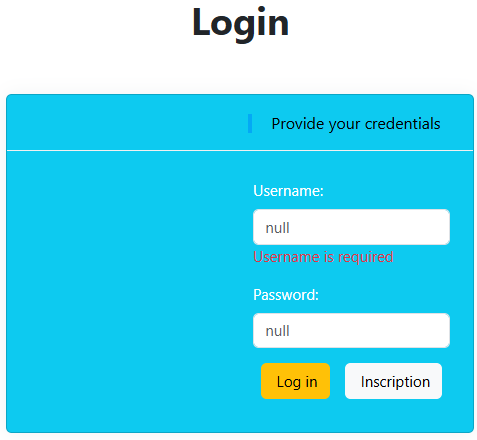 Login
Provide your credentials
Username:
null
Username is required
Password:
null
Log in
Inscription